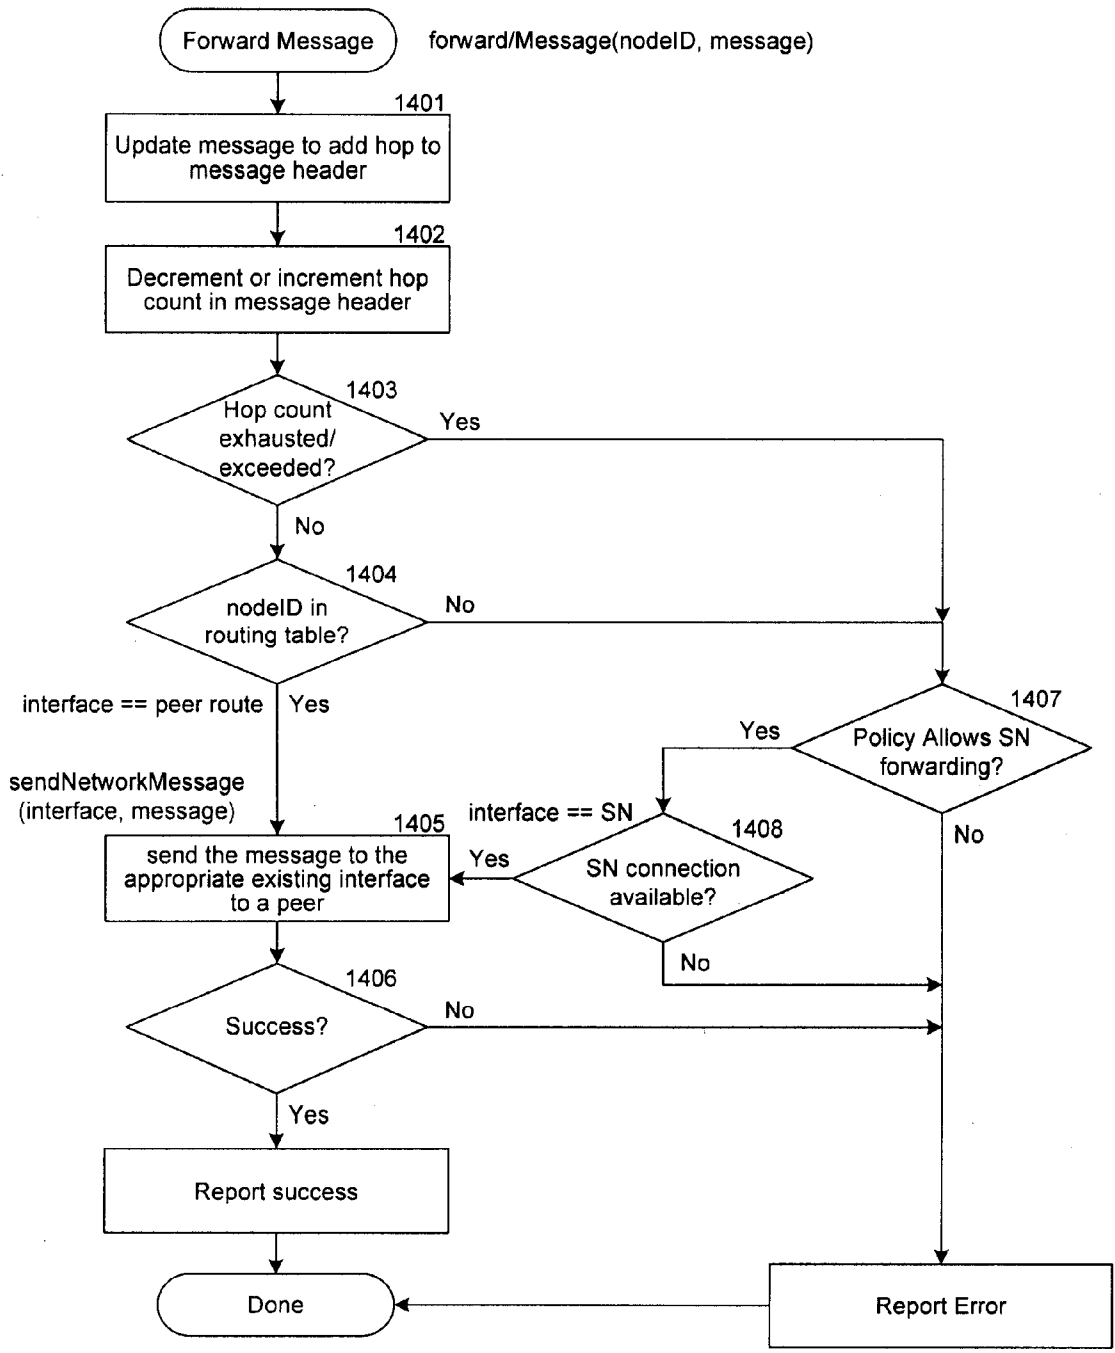 Forward Message
forward/Message(nodeID, message)
1401
Update message to add hop to
message header
1402
Decrement or increment hop
count in message header
1403
Hop count
exhausted/
exceeded?
Yes
No
1404
nodeID in
routing table?
No
interface == peer route
Yes
1407
Policy Allows SN
forwarding?
Yes
No
sendNetworkMessage
(interface, message)
interface == SN
1405
send the message to the
appropriate existing interface
to a peer
Yes
1408
SN connection
available?
No
1406
Success?
No
Yes
Report success
Done
Report Error